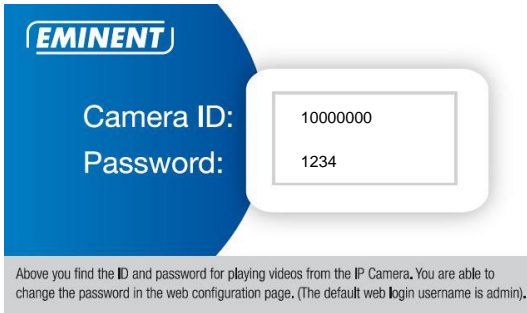 EMINENT
Camera ID: 10000000
Password: 1234
Above you find the ID and password for playing videos from the IP Camera. You are able to
change the password in the web configuration page. (The default web login username is admin).